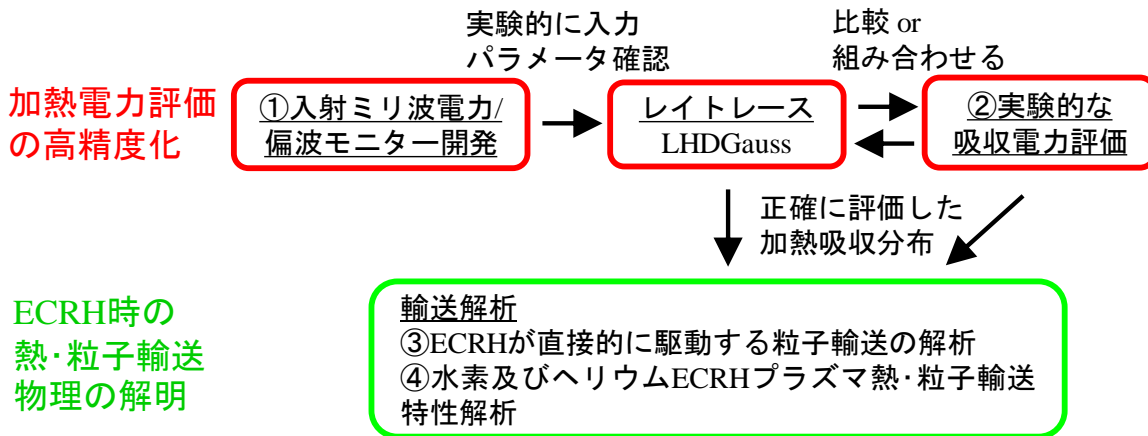 実験的に入力
パラメータ確認
比較 or
組み合わせる
加熱電力評価
の高精度化
①入射ミリ波電力/
偏波モニター開発
レイトレース
LHDGauss
②実験的な
吸収電力評価
正確に評価した
加熱吸収分布
ECRH時の
熱･粒子輸送
物理の解明
輸送解析
③ECRHが直接的に駆動する粒子輸送の解析
④水素及びヘリウムECRHプラズマ熱･粒子輸送
特性解析